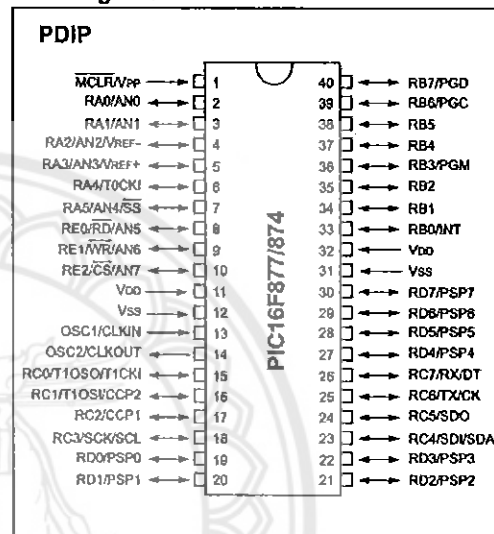 PDIP
MCLR/VPP 1 40 RB7/PGD
RA0/AN0 2 39 RB6/PGC
RA1/AN1 3 38 RB5
RA2/AN2/VREF- 4 37 RB4
RA3/AN3/VREF+ 5 36 RB3/PGM
RA4/T0CKI 6 35 RB2
RA5/AN4/SS 7 34 RB1
RE0/RD/AN5 8 33 RB0/INT
RE1/WR/AN6 9 32 VDD
RE2/CS/AN7 10 31 VSS
VDD 11 30 RD7/PSP7
VSS 12 29 RD6/PSP6
OSC1/CLKIN 13 28 RD5/PSP5
OSC2/CLKOUT 14 27 RD4/PSP4
RC0/T1OSO/T1CKI 15 26 RC7/RX/DT
RC1/T1OSI/CCP2 16 25 RC6/TX/CK
RC2/CCP1 17 24 RC5/SDO
RC3/SCK/SCL 18 23 RC4/SDI/SDA
RD0/PSP0 19 22 RD3/PSP3
RD1/PSP1 20 21 RD2/PSP2
PIC16F877/874